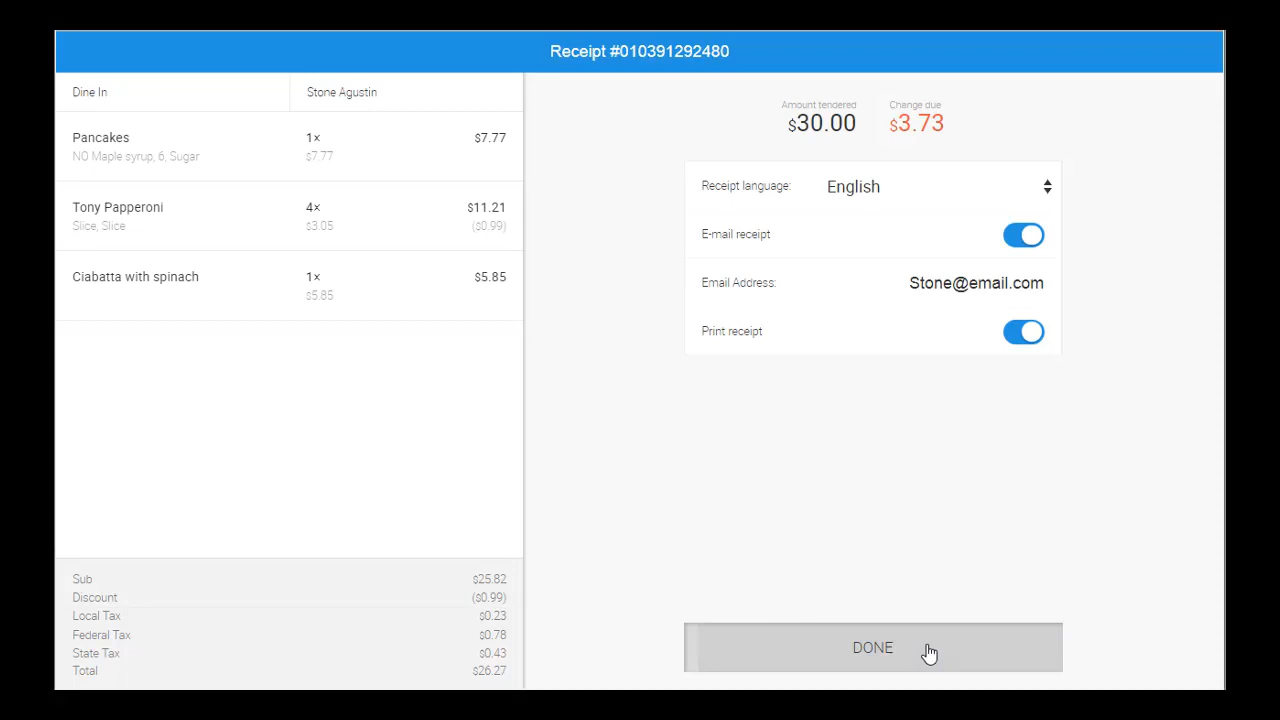 Receipt #010391292480
Dine In Stone Agustin
Pancakes 1× $7.77
NO Maple syrup, 6, Sugar $7.77
Tony Papperoni 4× $11.21
Slice, Slice $3.05 ($0.99)
Ciabatta with spinach 1× $5.85
$5.85
Sub $25.82
Discount ($0.99)
Local Tax $0.23
Federal Tax $0.78
State Tax $0.43
Total $26.27
Amount tendered Change due
$30.00 $3.73
Receipt language: English
E-mail receipt
Email Address: Stone@email.com
Print receipt
DONE